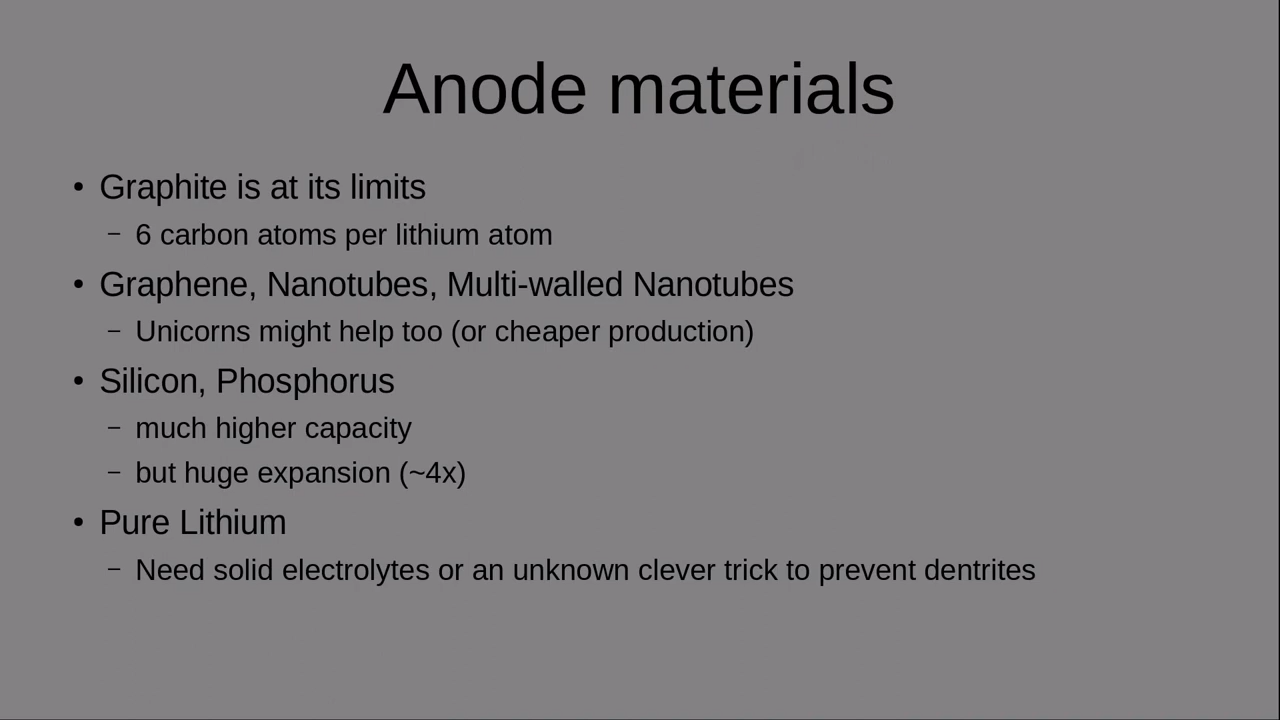 Anode materials
• Graphite is at its limits
– 6 carbon atoms per lithium atom
• Graphene, Nanotubes, Multi-walled Nanotubes
– Unicorns might help too (or cheaper production)
• Silicon, Phosphorus
– much higher capacity
– but huge expansion (~4x)
• Pure Lithium
– Need solid electrolytes or an unknown clever trick to prevent dentrites